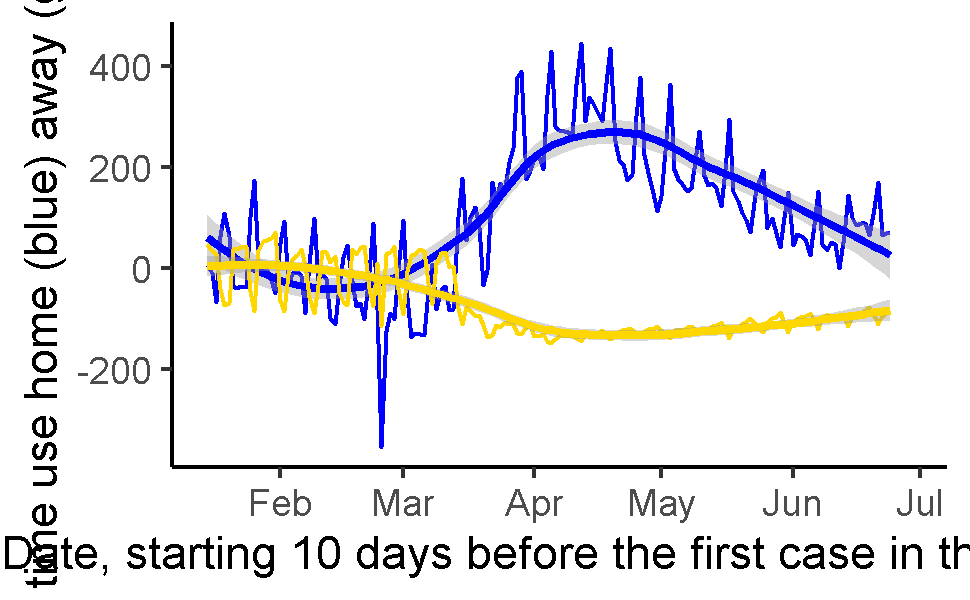 time use home (blue) away (
400
200
0
-200
Feb Mar Apr May Jun Jul
Date, starting 10 days before the first case in th